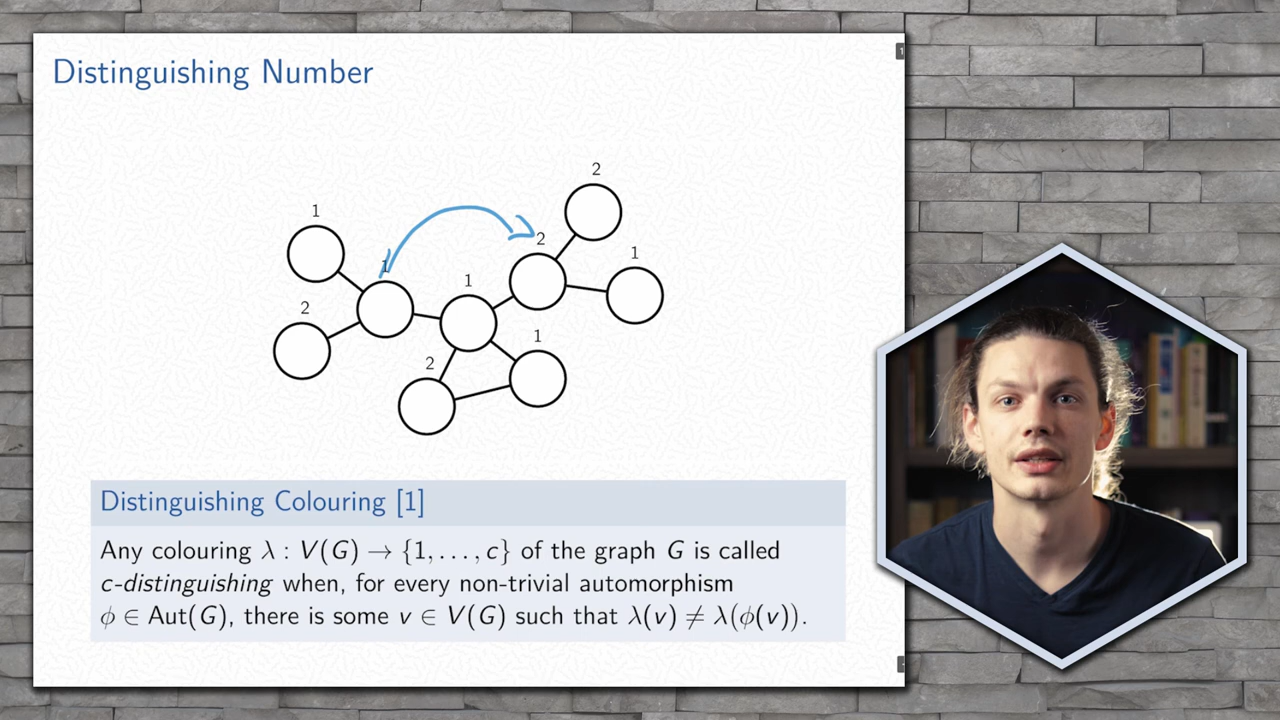 Distinguishing Number
2
1
2
1
1
1
2
1
2
1
Distinguishing Colouring [1]
Any colouring λ : V(G) → {1, . . . , c} of the graph G is called
c-distinguishing when, for every non-trivial automorphism
ϕ ∈ Aut(G), there is some v ∈ V(G) such that λ(v) ≠ λ(ϕ(v)).